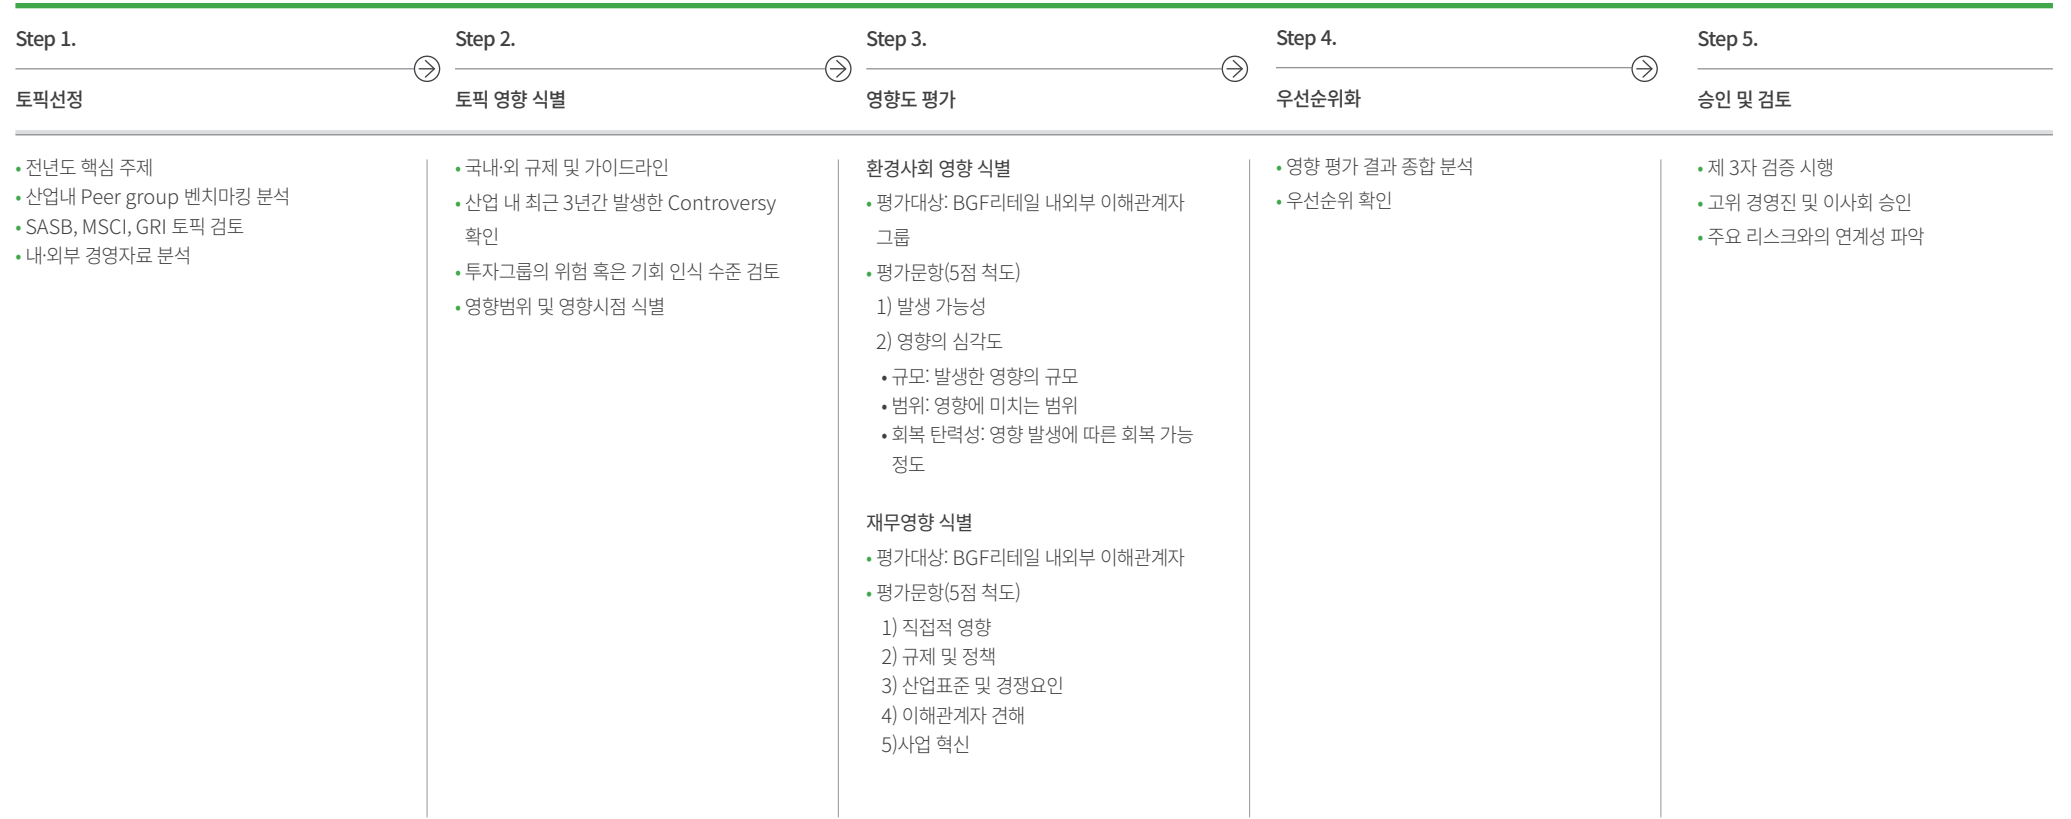 Step 1.
토픽선정
• 전년도 핵심 주제
• 산업내 Peer group 벤치마킹 분석
• SASB, MSCI, GRI 토픽 검토
• 내·외부 경영자료 분석
Step 2.
토픽 영향 식별
• 국내·외 규제 및 가이드라인
• 산업 내 최근 3년간 발생한 Controversy
확인
• 투자그룹의 위험 혹은 기회 인식 수준 검토
• 영향범위 및 영향시점 식별
Step 3.
영향도 평가
환경사회 영향 식별
• 평가대상: BGF리테일 내외부 이해관계자
그룹
• 평가문항(5점 척도)
1) 발생 가능성
2) 영향의 심각도
• 규모: 발생한 영향의 규모
• 범위: 영향에 미치는 범위
• 회복 탄력성: 영향 발생에 따른 회복 가능
정도
재무영향 식별
• 평가대상: BGF리테일 내외부 이해관계자
• 평가문항(5점 척도)
1) 직접적 영향
2) 규제 및 정책
3) 산업표준 및 경쟁요인
4) 이해관계자 견해
5)사업 혁신
Step 4.
우선순위화
• 영향 평가 결과 종합 분석
• 우선순위 확인
Step 5.
승인 및 검토
• 제 3자 검증 시행
• 고위 경영진 및 이사회 승인
• 주요 리스크와의 연계성 파악